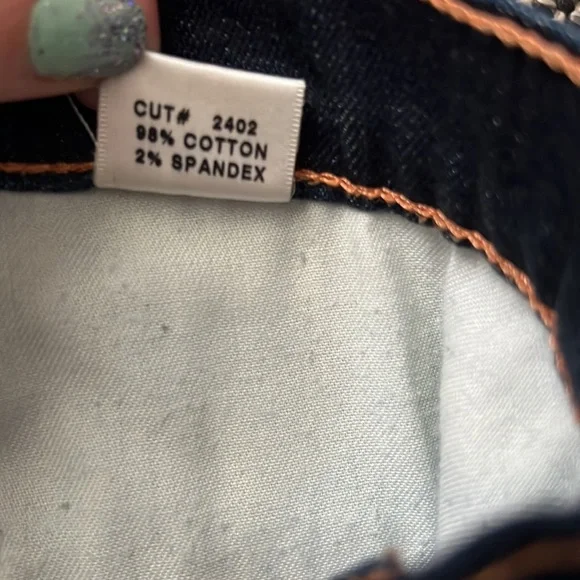 CUT# 2402
98% COTTON
2% SPANDEX